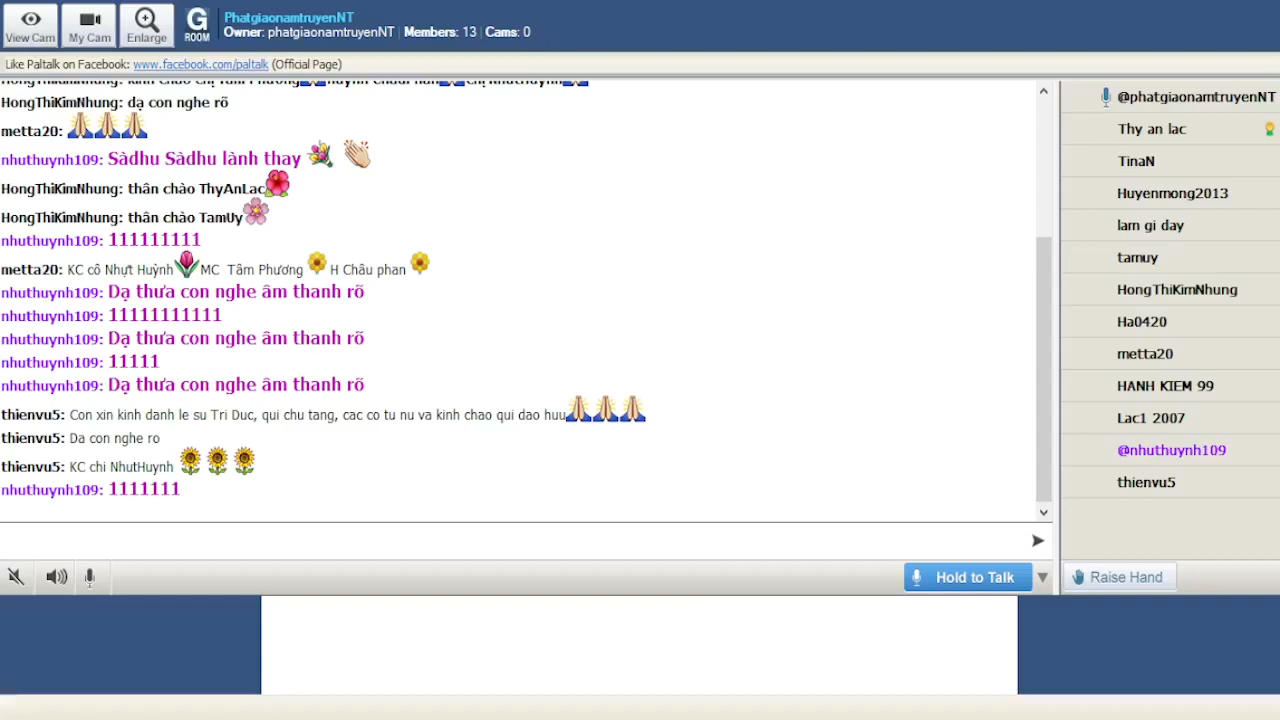 View Cam
My Cam
Enlarge
G
ROOM
PhatgiaonamtruyenNT
Owner: phatgiaonamtruyenNT | Members: 13 | Cams: 0
Like Paltalk on Facebook: www.facebook.com/paltalk (Official Page)
HongThiKimNhung: dạ con nghe rõ
metta20:
nhuthuynh109: Sàdhu Sàdhu lành thay
HongThiKimNhung: thân chào ThyAnLac
HongThiKimNhung: thân chào TamUy
nhuthuynh109: 111111111
metta20: KC cô Nhựt Huỳnh MC Tâm Phương H Châu phan
nhuthuynh109: Dạ thưa con nghe âm thanh rõ
nhuthuynh109: 11111111111
nhuthuynh109: Dạ thưa con nghe âm thanh rõ
nhuthuynh109: 11111
nhuthuynh109: Dạ thưa con nghe âm thanh rõ
thienvu5: Con xin kinh danh le su Tri Duc, qui chu tang, cac co tu nu va kinh chao qui dao huu
thienvu5: Da con nghe ro
thienvu5: KC chi NhutHuynh
nhuthuynh109: 1111111
Hold to Talk
@phatgiaonamtruyenNT
Thy an lac
TinaN
Huyenmong2013
lam gi day
tamuy
HongThiKimNhung
Ha0420
metta20
HANH KIEM 99
Lac1 2007
@nhuthuynh109
thienvu5
Raise Hand